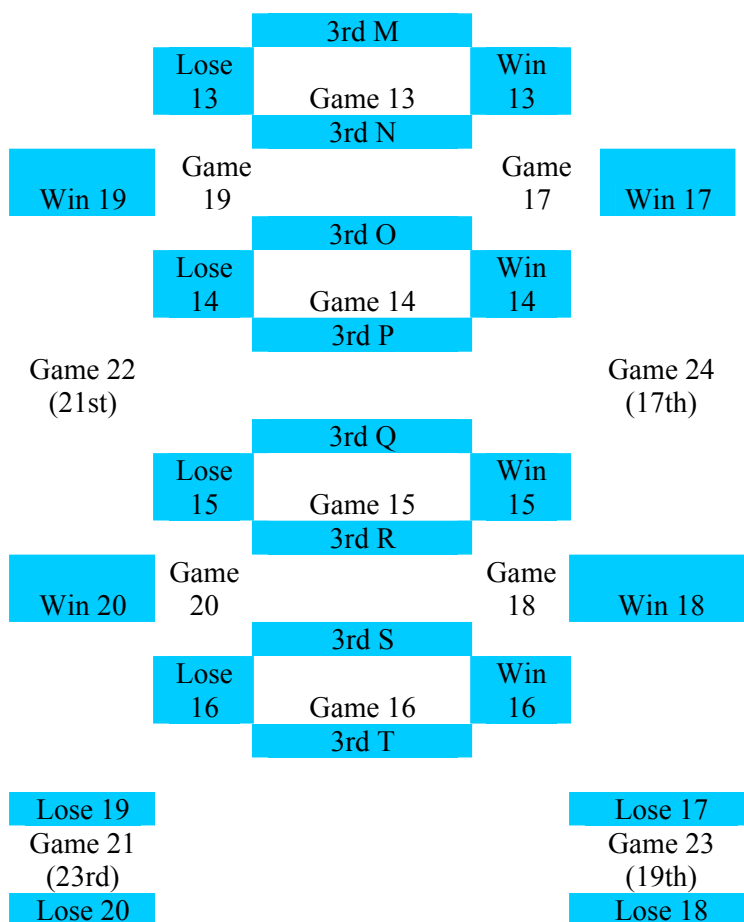 3rd M
Lose Win
13 Game 13 13
3rd N
Game Game
Win 19 19 17 Win 17
3rd O
Lose Win
14 Game 14 14
3rd P
Game 22 Game 24
(21st) (17th)
3rd Q
Lose Win
15 Game 15 15
3rd R
Game Game
Win 20 20 18 Win 18
3rd S
Lose Win
16 Game 16 16
3rd T
Lose 19 Lose 17
Game 21 Game 23
(23rd) (19th)
Lose 20 Lose 18